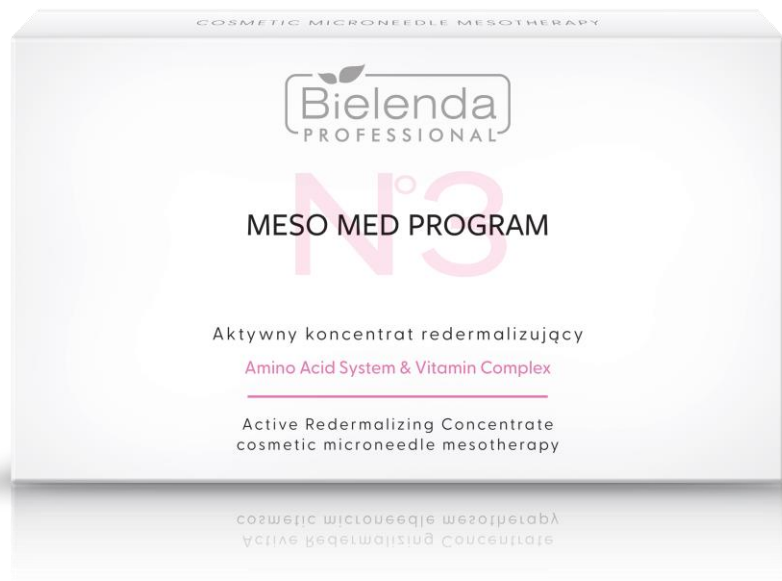 COSMETIC MICRONEEDLE MESOTHERAPY
Bielenda
PROFESSIONAL
N°3
MESO MED PROGRAM
Aktywny koncentrat redermalizujący
Amino Acid System & Vitamin Complex
Active Redermalizing Concentrate
cosmetic microneedle mesotherapy